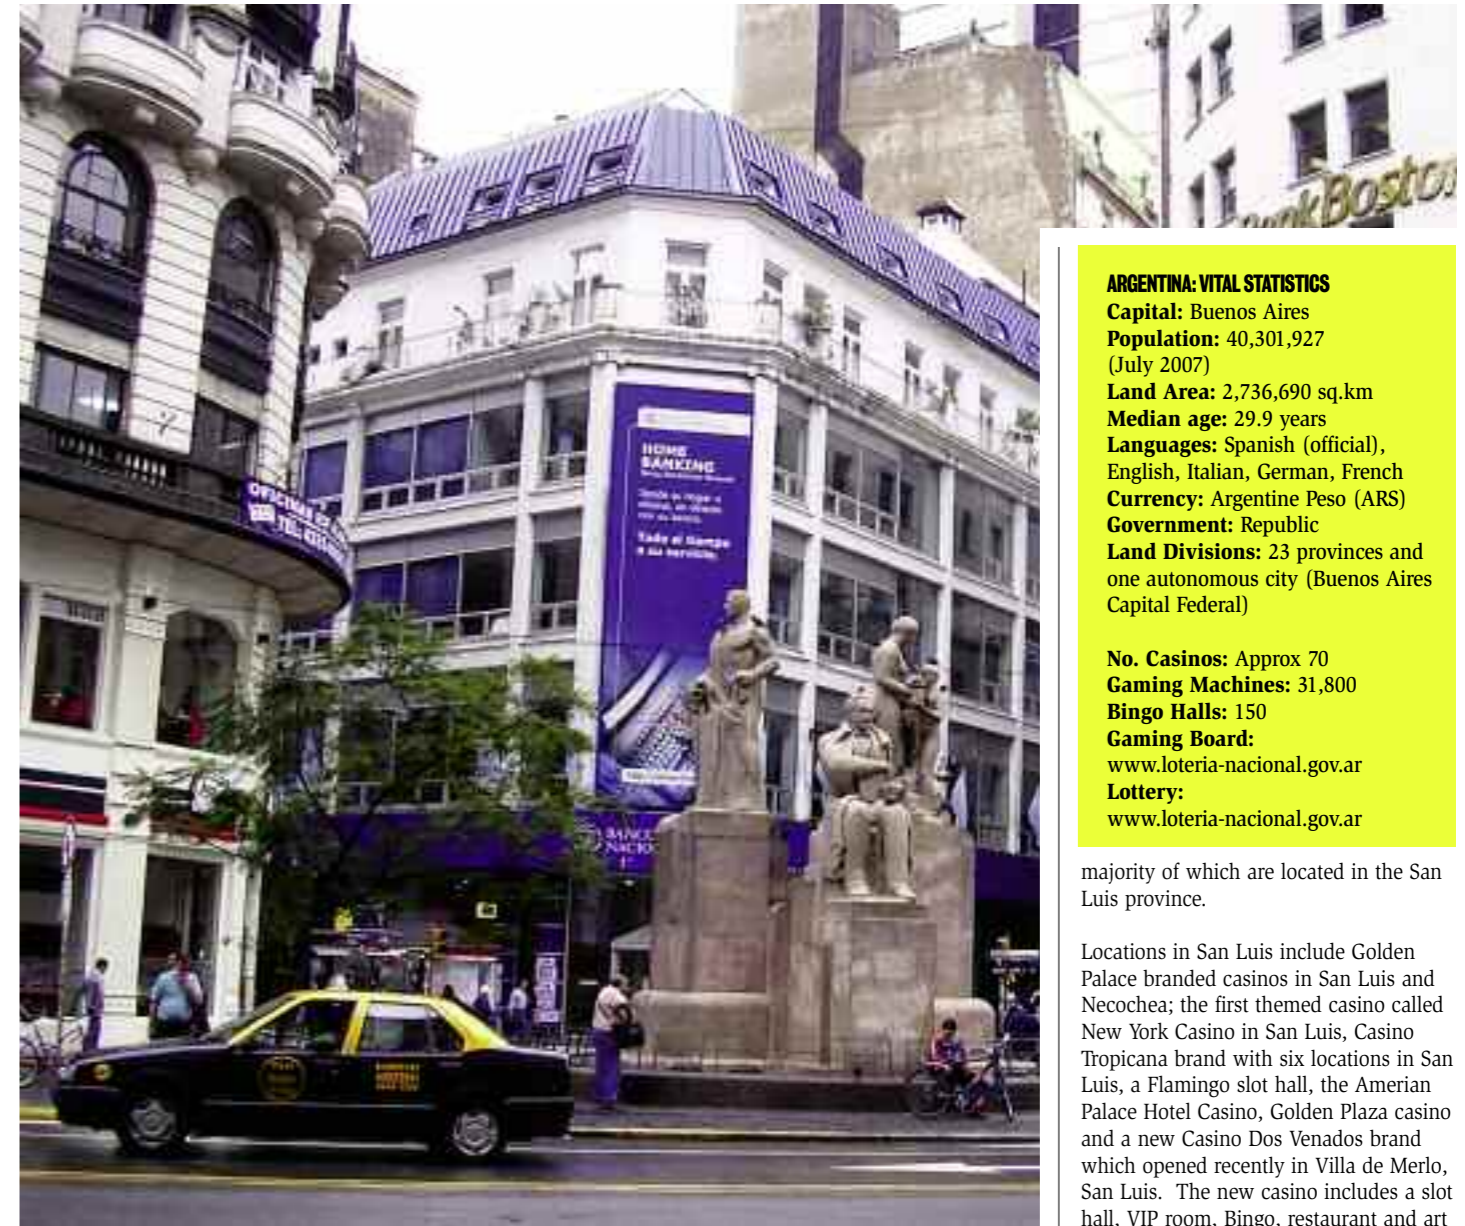 BankBoston
HOME
BANKING
Todo el tiempo
a su servicio.
BANCO
NACIO
ARGENTINA: VITAL STATISTICS
Capital: Buenos Aires
Population: 40,301,927
(July 2007)
Land Area: 2,736,690 sq.km
Median age: 29.9 years
Languages: Spanish (official),
English, Italian, German, French
Currency: Argentine Peso (ARS)
Government: Republic
Land Divisions: 23 provinces and
one autonomous city (Buenos Aires
Capital Federal)
No. Casinos: Approx 70
Gaming Machines: 31,800
Bingo Halls: 150
Gaming Board:
www.loteria-nacional.gov.ar
Lottery:
www.loteria-nacional.gov.ar
majority of which are located in the San
Luis province.
Locations in San Luis include Golden
Palace branded casinos in San Luis and
Necochea; the first themed casino called
New York Casino in San Luis, Casino
Tropicana brand with six locations in San
Luis, a Flamingo slot hall, the Amerian
Palace Hotel Casino, Golden Plaza casino
and a new Casino Dos Venados brand
which opened recently in Villa de Merlo,
San Luis.  The new casino includes a slot
hall, VIP room, Bingo, restaurant and art